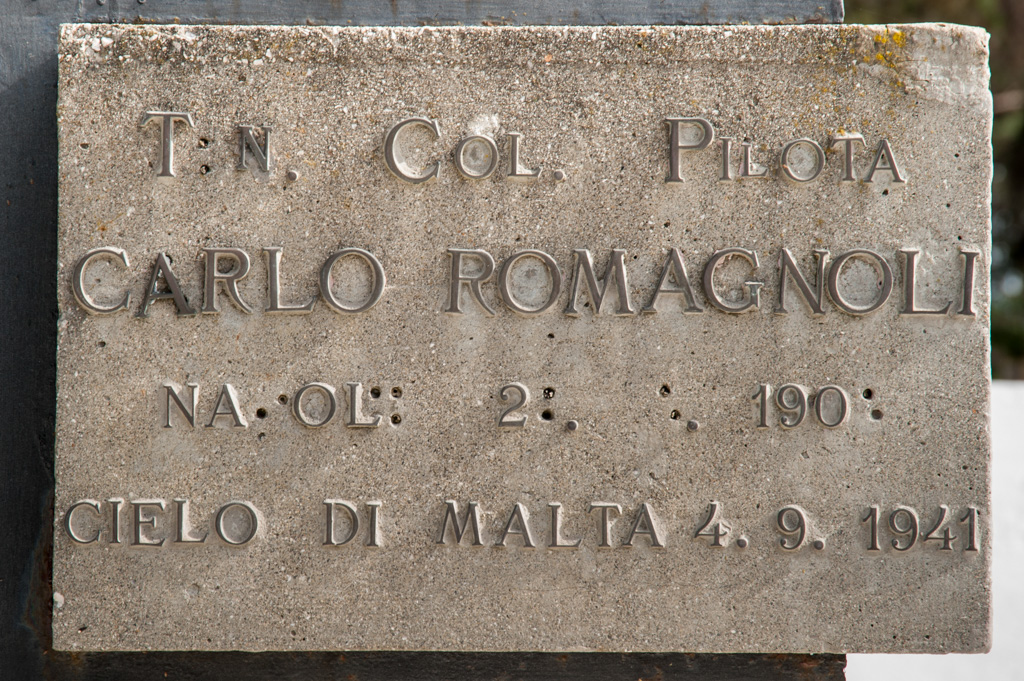 T. N. COL. PILOTA
CARLO ROMAGNOLI
NA OL 2 . . 190
CIELO DI MALTA 4. 9. 1941